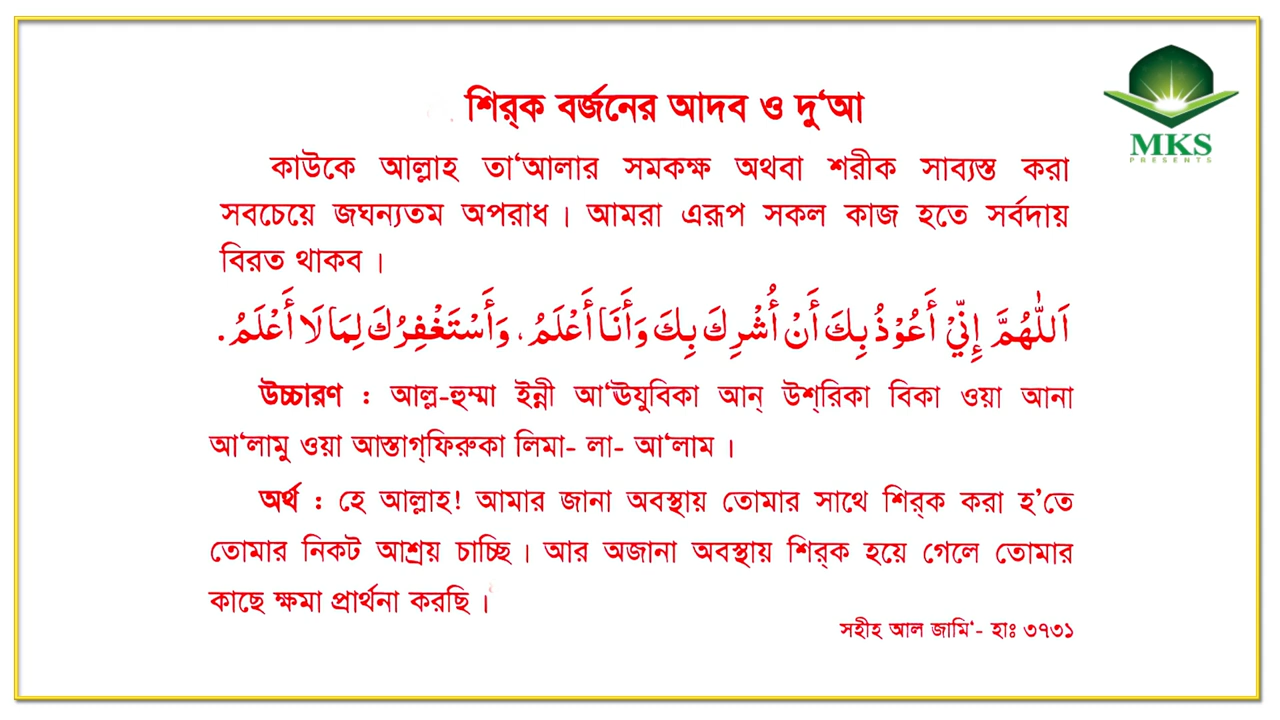 শির্‌ক বর্জনের আদব ও দু‘আ
MKS
PRESENTS
কাউকে আল্লাহ তা‘আলার সমকক্ষ অথবা শরীক সাব্যস্ত করা
সবচেয়ে জঘন্যতম অপরাধ। আমরা এরূপ সকল কাজ হতে সর্বদায়
বিরত থাকব।
اَللّٰهُمَّ إِنِّيْ أَعُوْذُ بِكَ أَنْ أُشْرِكَ بِكَ وَأَنَا أَعْلَمُ، وَأَسْتَغْفِرُكَ لِمَا لَا أَعْلَمُ.
উচ্চারণ : আল্ল-হুম্মা ইন্নী আ‘ঊযুবিকা আন্ উশ্‌রিকা বিকা ওয়া আনা
আ‘লামু ওয়া আস্তাগ্‌ফিরুকা লিমা- লা- আ‘লাম।
অর্থ : হে আল্লাহ! আমার জানা অবস্থায় তোমার সাথে শির্‌ক করা হ’তে
তোমার নিকট আশ্রয় চাচ্ছি। আর অজানা অবস্থায় শির্‌ক হয়ে গেলে তোমার
কাছে ক্ষমা প্রার্থনা করছি।
সহীহ আল জামি‘- হাঃ ৩৭৩১